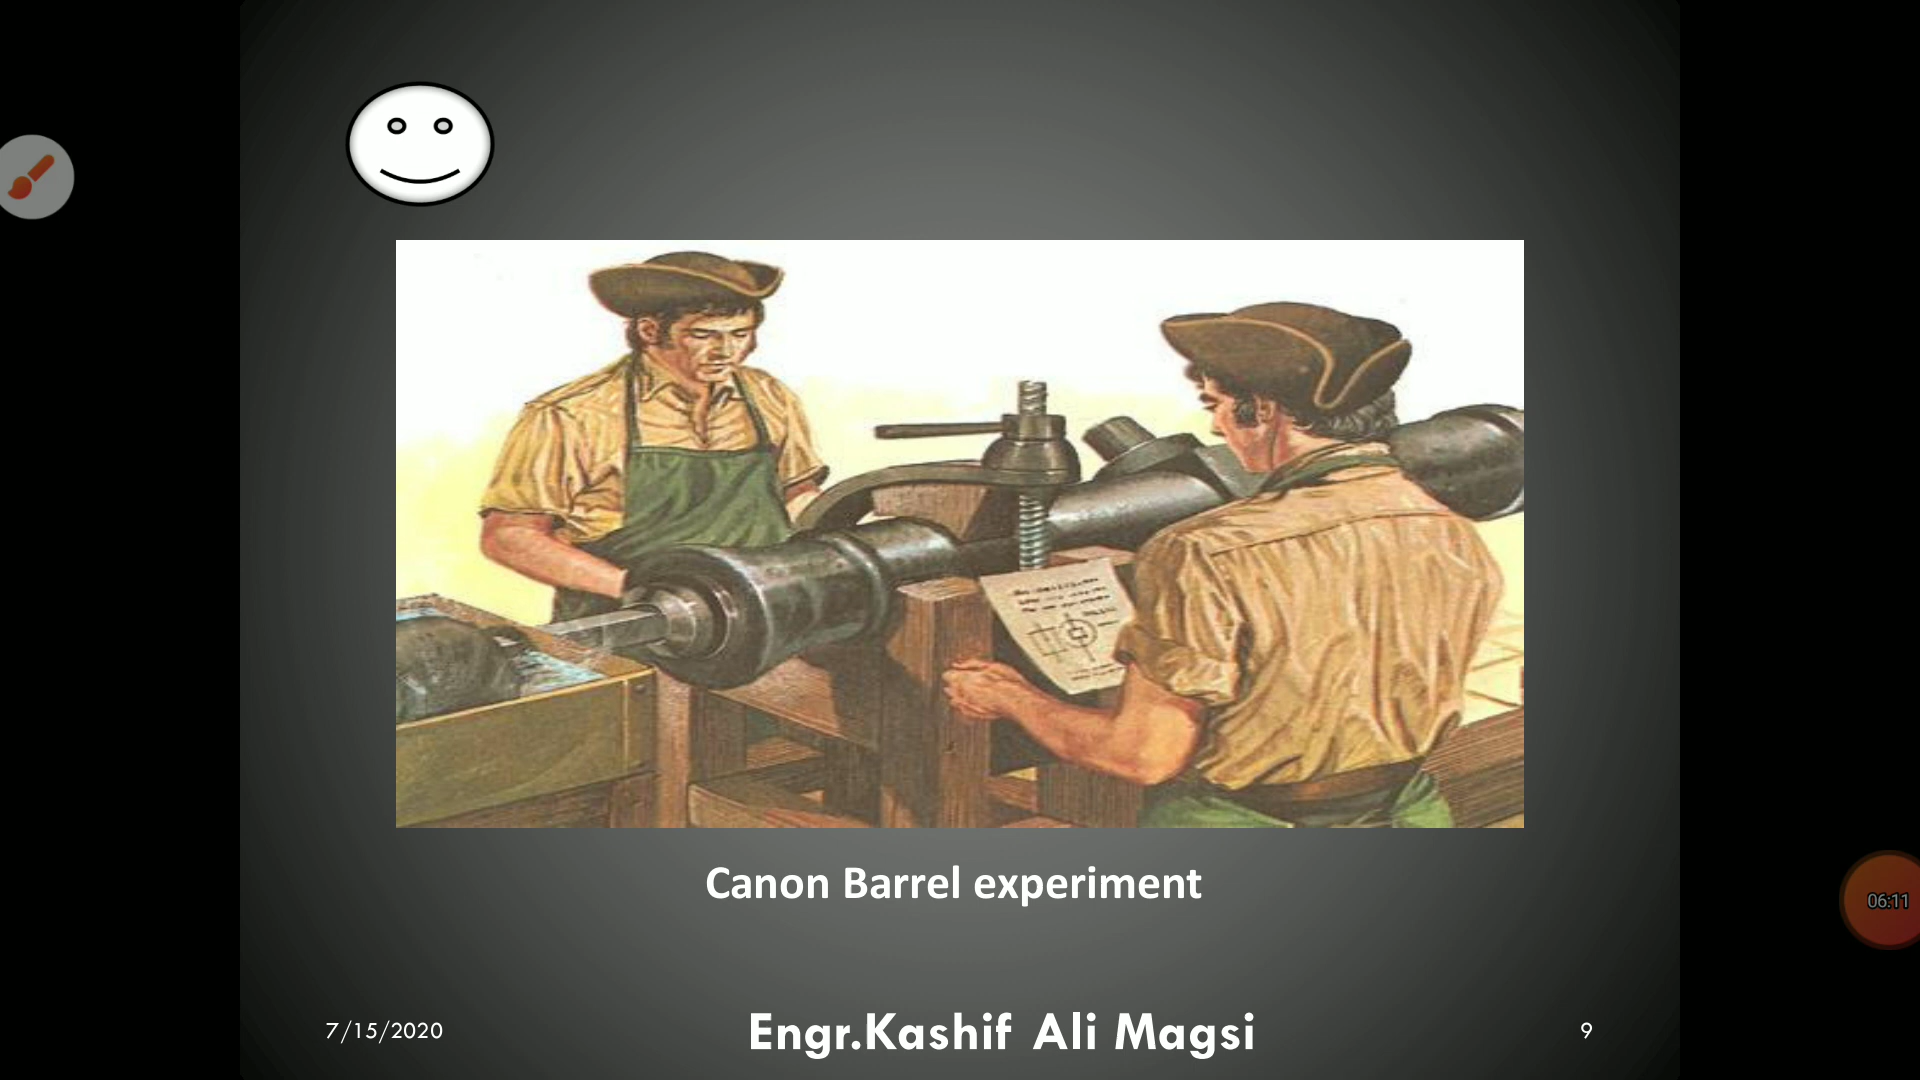 Canon Barrel experiment
7/15/2020
Engr.Kashif Ali Magsi
9
06:11